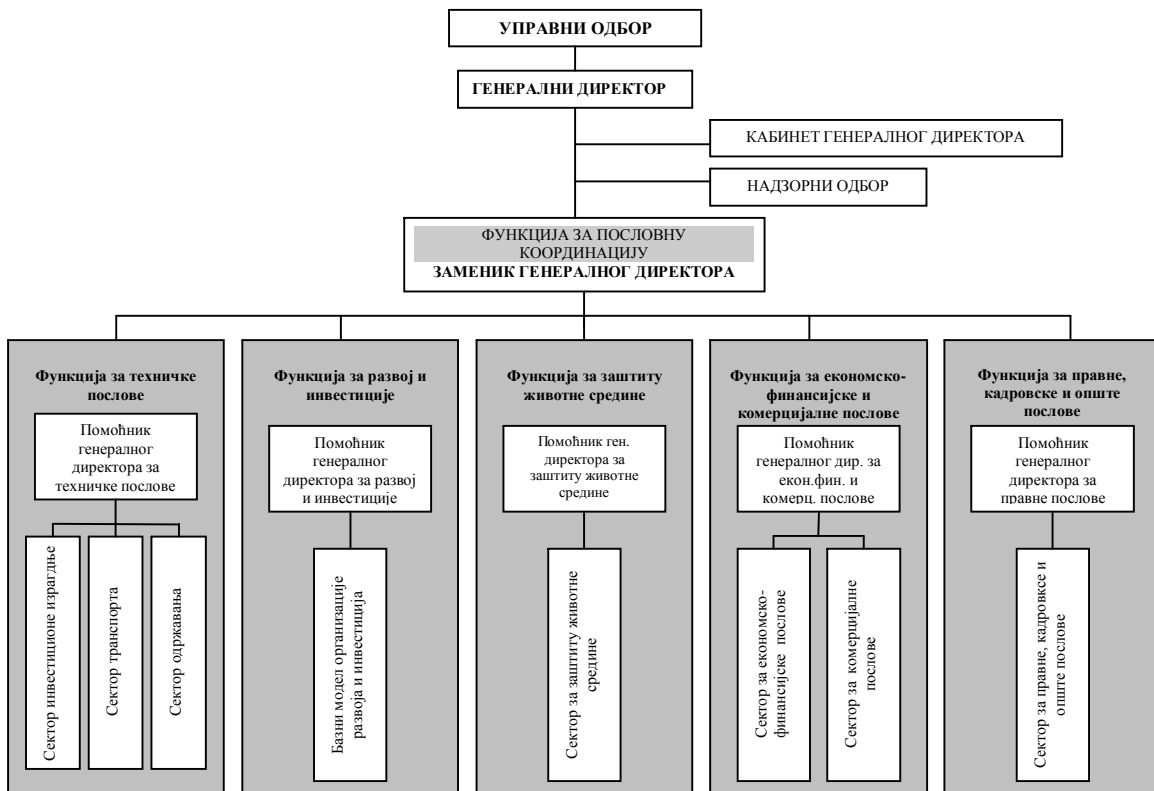 УПРАВНИ ОДБОР
ГЕНЕРАЛНИ ДИРЕКТОР
КАБИНЕТ ГЕНЕРАЛНОГ ДИРЕКТОРА
НАДЗОРНИ ОДБОР
ФУНКЦИЈА ЗА ПОСЛОВНУ
КООРДИНАЦИЈУ
ЗАМЕНИК ГЕНЕРАЛНОГ ДИРЕКТОРА
Функција за техничке
послове
Помоћник
генералног
директора за
техничке послове
Сектор инвестиционе израгдње
Сектор транспорта
Сектор одржавања
Функција за развој и
инвестиције
Помоћник
генералног
директора за развој
и инвестиције
Базни модел организације
развоја и инвестиција
Функција за заштиту
животне средине
Помоћник ген.
директора за
заштиту животне
средине
Сектор за заштиту животне
средине
Функција за економско-
финансијске и
комерцијалне послове
Помоћник
генералног дир. за
екон.фин. и
комерц. послове
Сектор за економско-
финансијске послове
Сектор за комерцијалне
послове
Функција за правне,
кадровске и опште
послове
Помоћник
генералног
директора за
правне послове
Сектор за правне, кадровксе и
опште послове